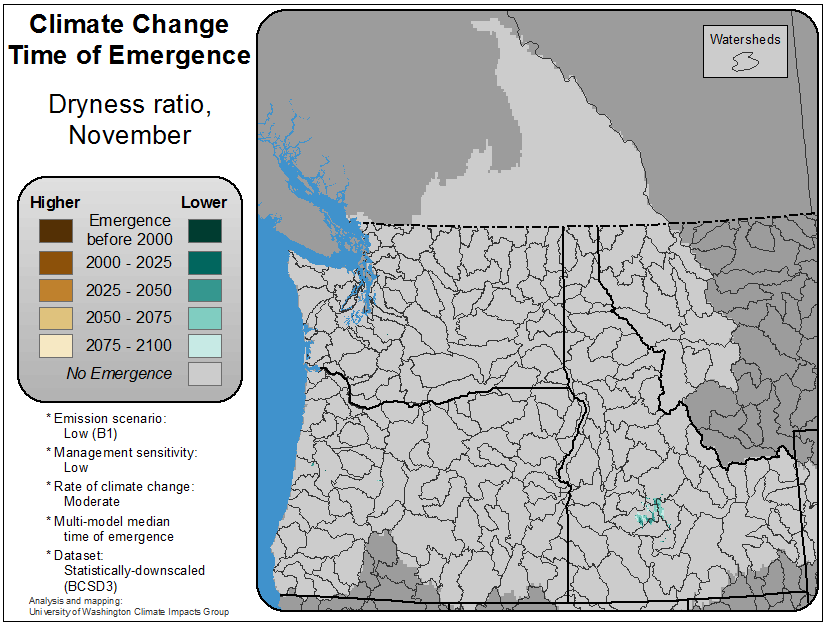 Climate Change
Time of Emergence
Dryness ratio,
November
Higher Lower
Emergence
before 2000
2000 - 2025
2025 - 2050
2050 - 2075
2075 - 2100
No Emergence
* Emission scenario:
Low (B1)
* Management sensitivity:
Low
* Rate of climate change:
Moderate
* Multi-model median
time of emergence
* Dataset:
Statistically-downscaled
(BCSD3)
Analysis and mapping:
University of Washington Climate Impacts Group
Watersheds